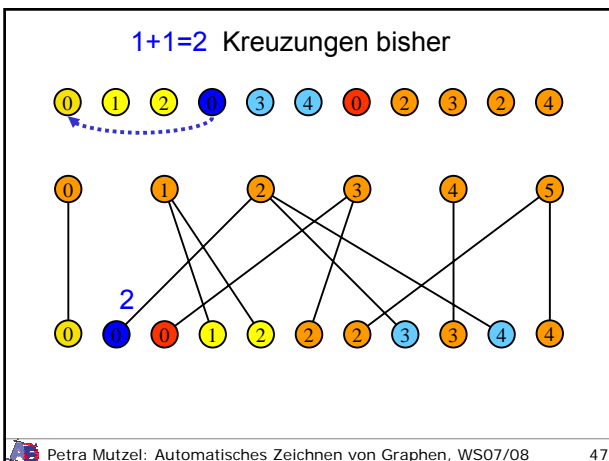 1+1=2 Kreuzungen bisher
0 1 2 0 3 4 0 2 3 2 4
0 1 2 3 4 5
2
0 0 0 1 2 2 2 3 3 4 4
Petra Mutzel: Automatisches Zeichnen von Graphen, WS07/08 47